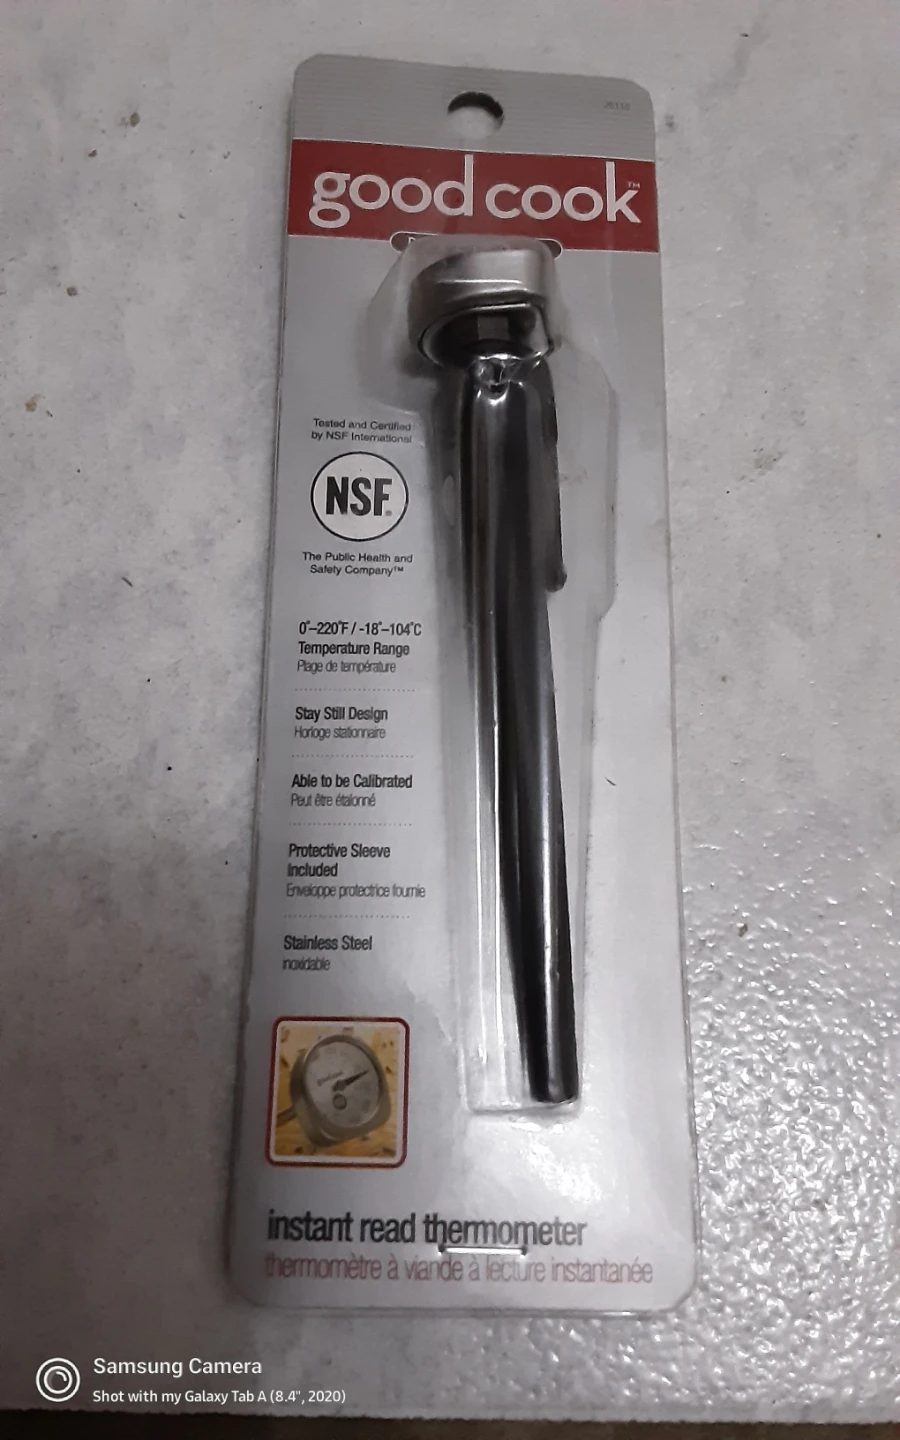 good cook™
Tested and Certified
by NSF International
NSF®
The Public Health and
Safety Company™
0°–220°F / -18°–104°C
Temperature Range
Plage de température
Stay Still Design
Horloge stationnaire
Able to be Calibrated
Peut être étalonné
Protective Sleeve
Included
Enveloppe protectrice fournie
Stainless Steel
inoxidable
instant read thermometer
thermomètre à viande à lecture instantanée
Samsung Camera
Shot with my Galaxy Tab A (8.4", 2020)